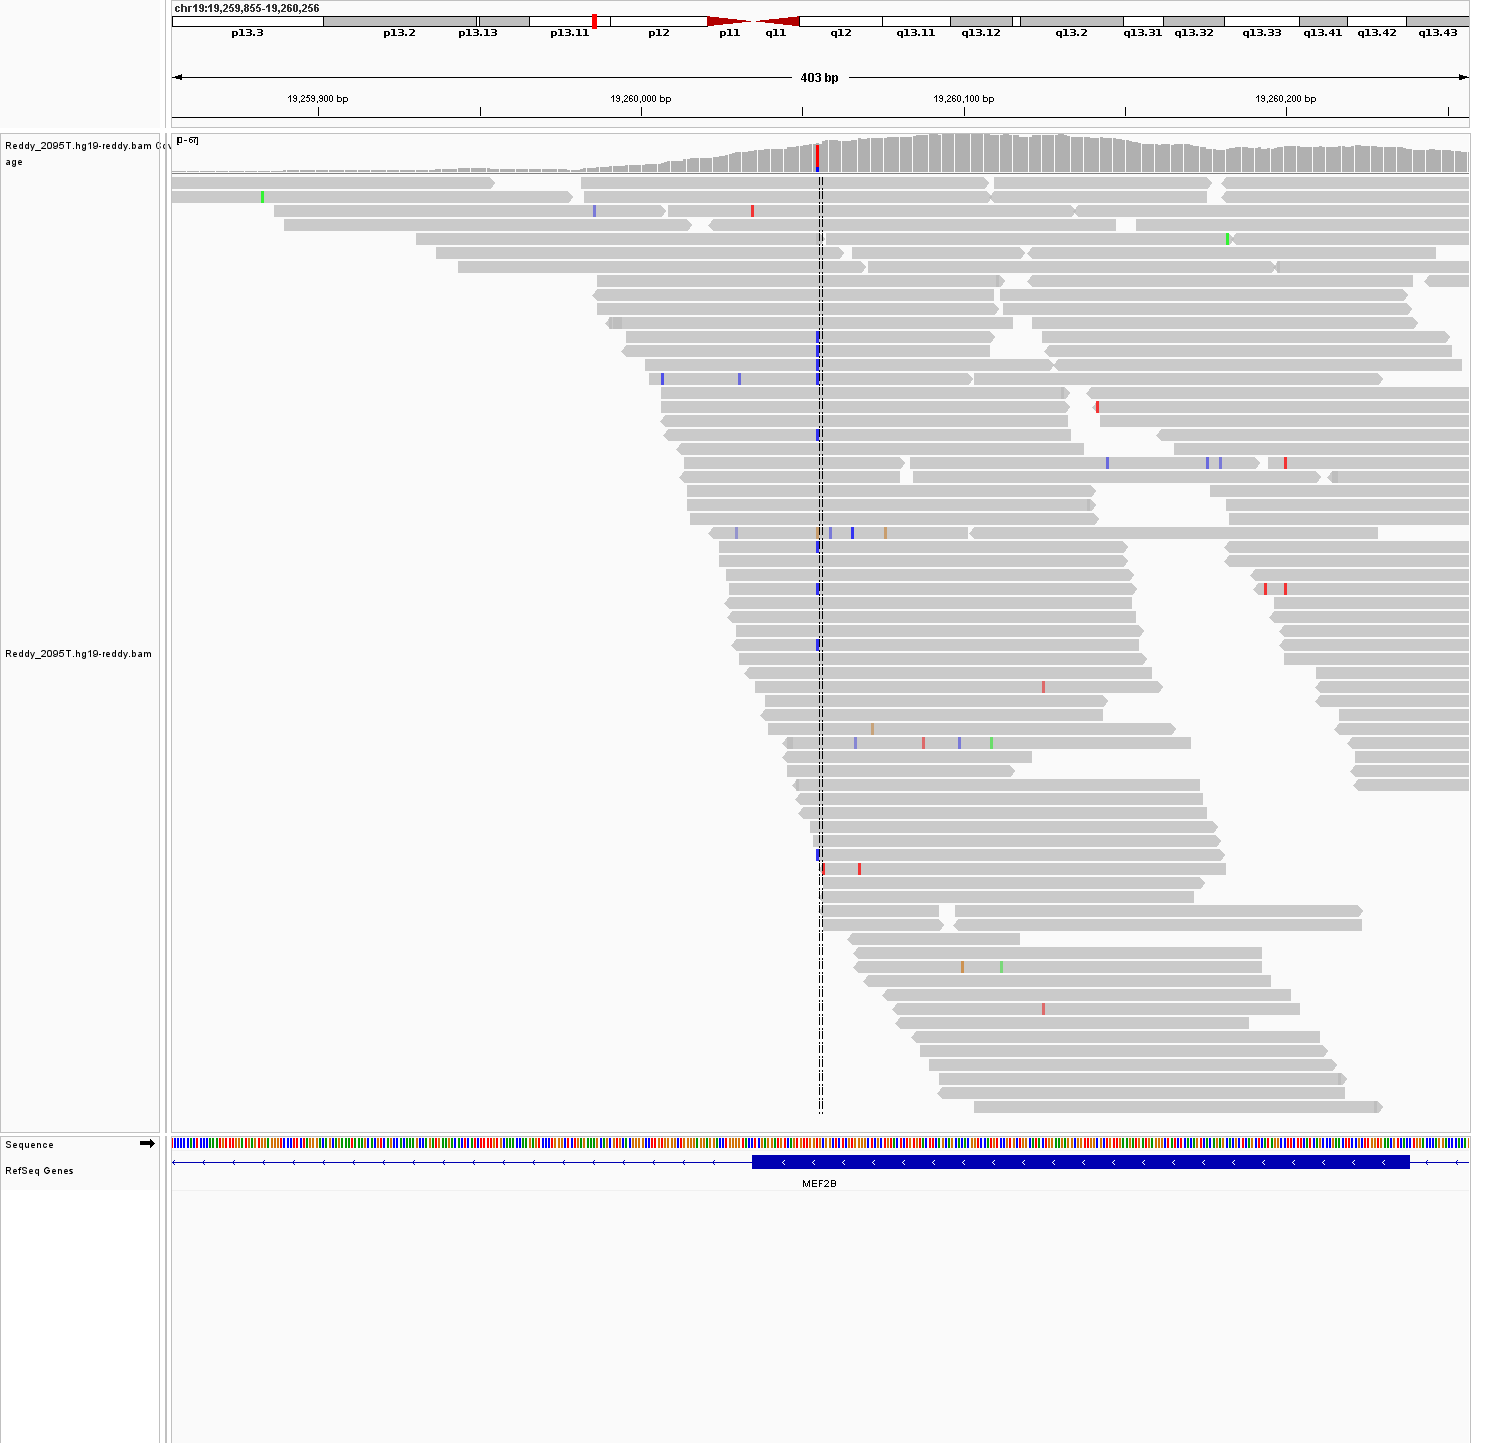 chr19:19,259,855-19,260,256
p13.3 p13.2 p13.13 p13.11 p12 p11 q11 q12 q13.11 q13.12 q13.2 q13.31 q13.32 q13.33 q13.41 q13.42 q13.43
403 bp
19,259,900 bp 19,260,000 bp 19,260,100 bp 19,260,200 bp
Reddy_2095T.hg19-reddy.bam Cov
age
[0 - 67]
Reddy_2095T.hg19-reddy.bam
Sequence
RefSeq Genes
MEF2B